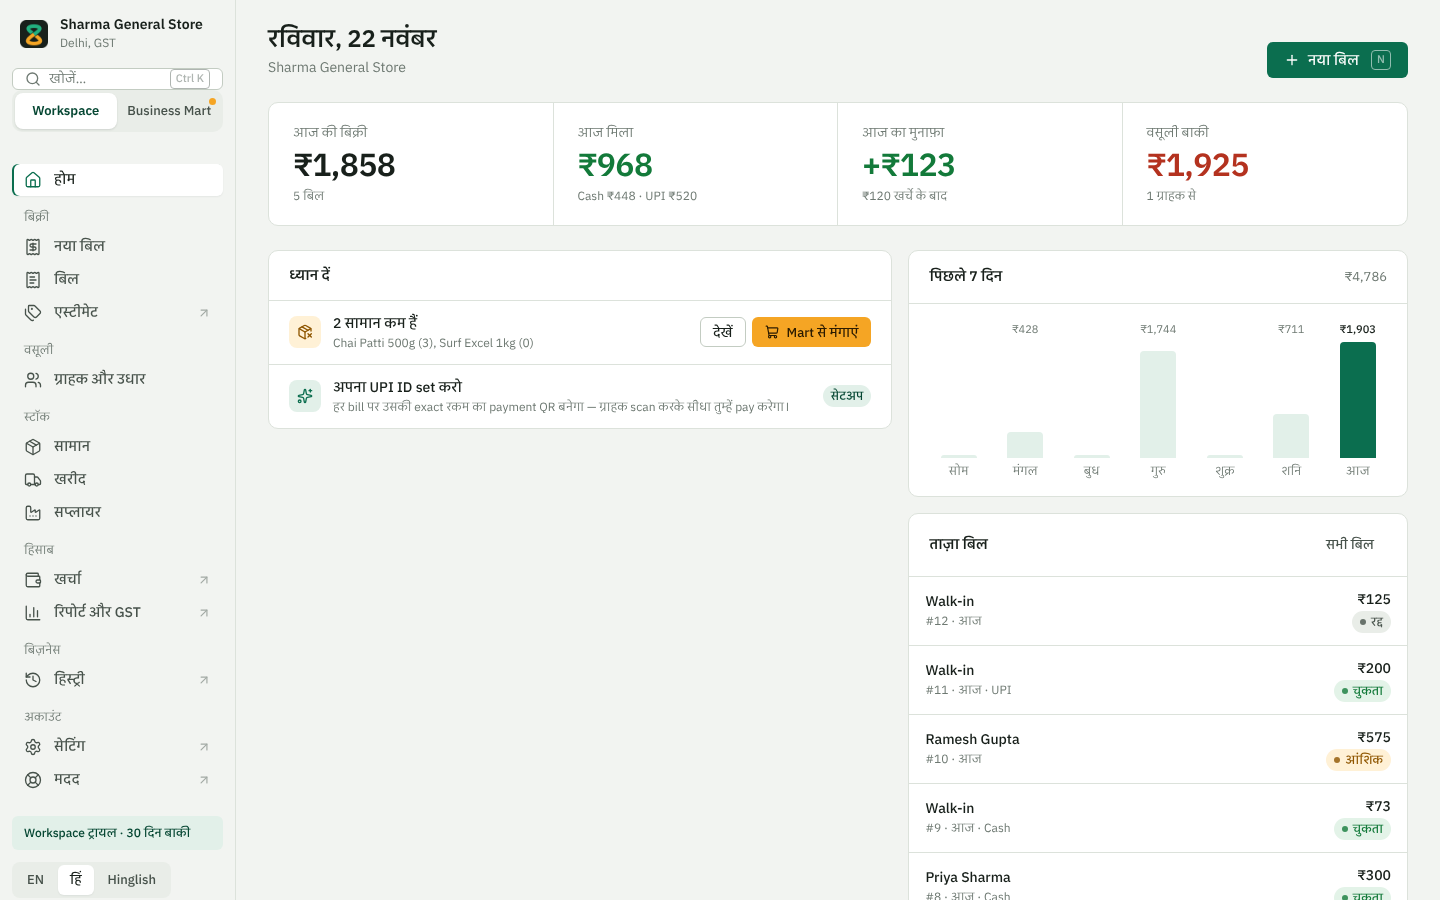 Sharma General Store
Delhi, GST
खोजें...
Ctrl K
Workspace
Business Mart
होम
बिक्री
नया बिल
बिल
एस्टीमेट
वसूली
ग्राहक और उधार
स्टॉक
सामान
खरीद
सप्लायर
हिसाब
खर्चा
रिपोर्ट और GST
बिज़नेस
हिस्ट्री
अकाउंट
सेटिंग
मदद
Workspace ट्रायल · 30 दिन बाकी
EN
हिं
Hinglish
रविवार, 22 नवंबर
Sharma General Store
नया बिल
N
आज की बिक्री
₹1,858
5 बिल
आज मिला
₹968
Cash ₹448 · UPI ₹520
आज का मुनाफ़ा
+₹123
₹120 खर्चे के बाद
वसूली बाकी
₹1,925
1 ग्राहक से
ध्यान दें
2 सामान कम हैं
Chai Patti 500g (3), Surf Excel 1kg (0)
देखें
Mart से मंगाएं
अपना UPI ID set करो
हर bill पर उसकी exact रकम का payment QR बनेगा — ग्राहक scan करके सीधा तुम्हें pay करेगा।
सेटअप
पिछले 7 दिन
₹4,786
₹428
₹1,744
₹711
₹1,903
सोम
मंगल
बुध
गुरु
शुक्र
शनि
आज
ताज़ा बिल
सभी बिल
Walk-in
₹125
#12 · आज
रद्द
Walk-in
₹200
#11 · आज · UPI
चुकता
Ramesh Gupta
₹575
#10 · आज
आंशिक
Walk-in
₹73
#9 · आज · Cash
चुकता
Priya Sharma
₹300
#8 · आज · Cash
चुकता